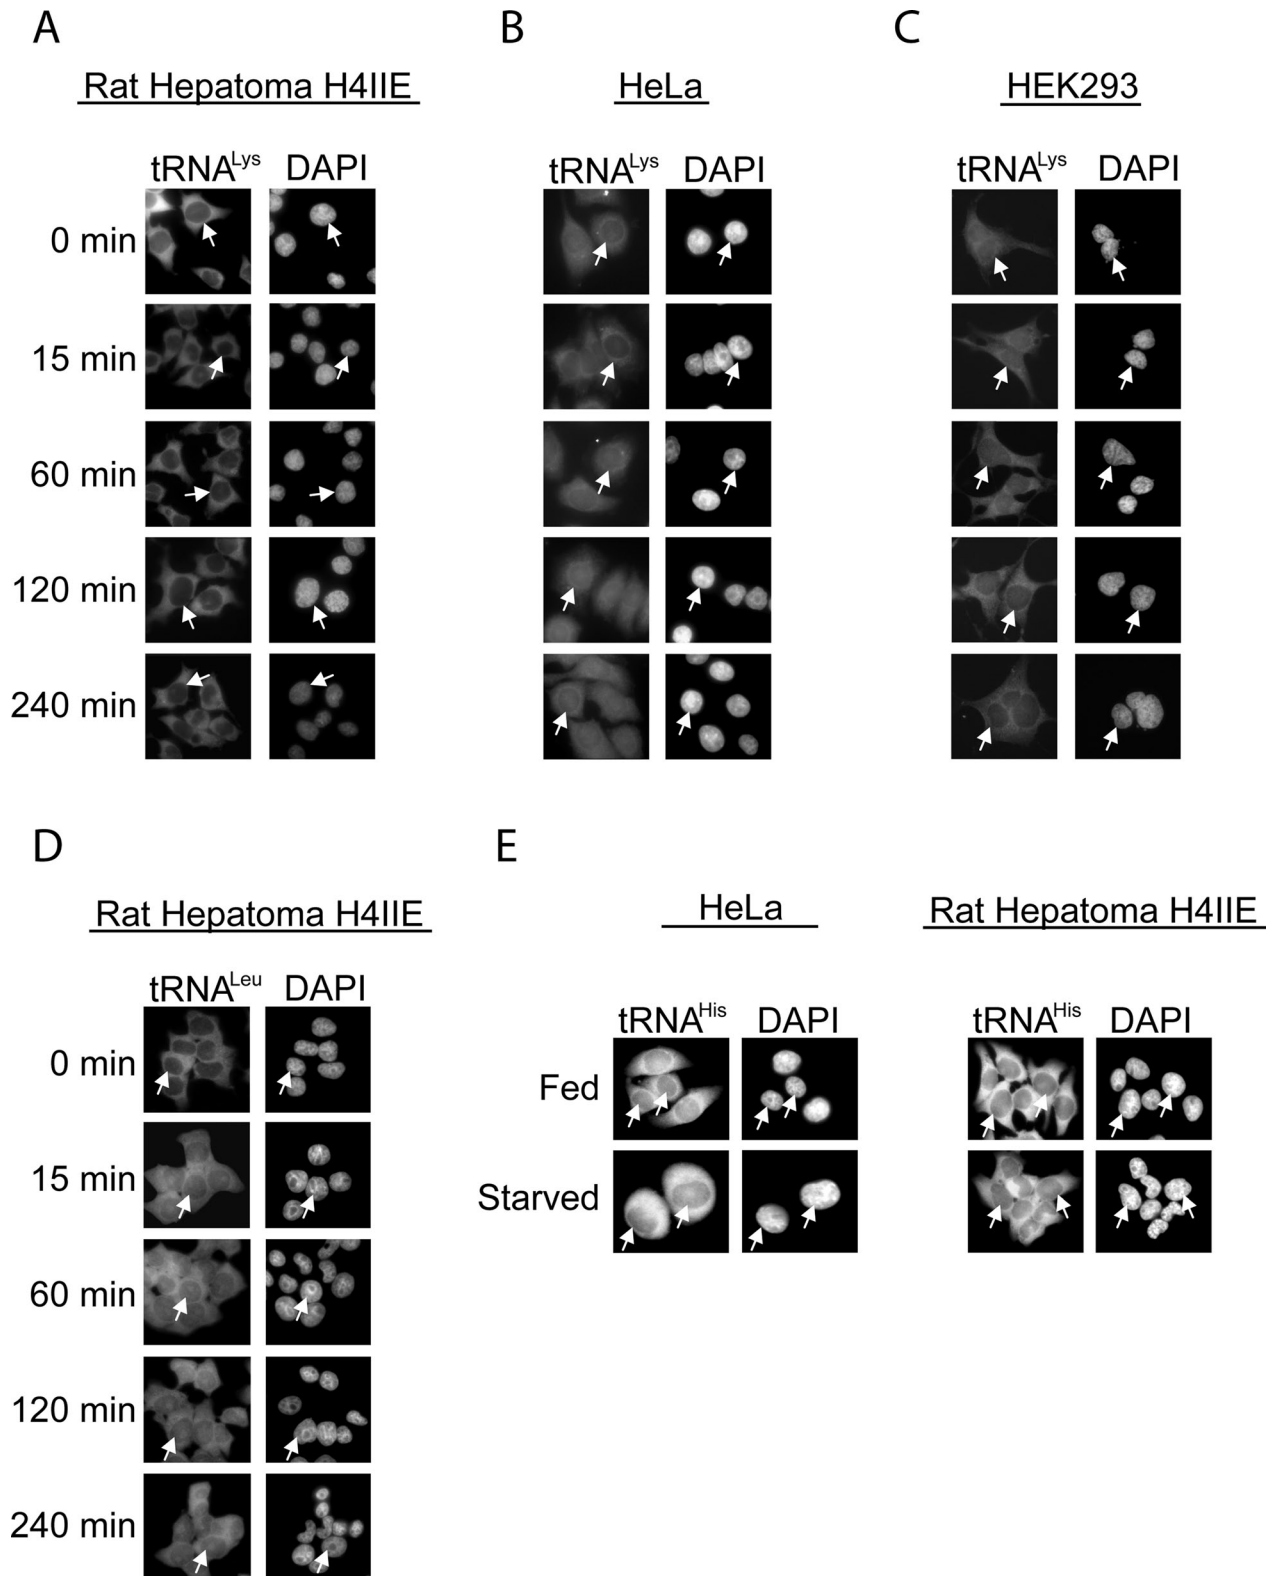 A
B
C
Rat Hepatoma H4IIE
HeLa
HEK293
tRNALys DAPI
tRNALys DAPI
tRNALys DAPI
0 min
15 min
60 min
120 min
240 min
D
E
Rat Hepatoma H4IIE
HeLa
Rat Hepatoma H4IIE
tRNALeu DAPI
tRNAHis DAPI
tRNAHis DAPI
0 min
15 min
60 min
120 min
240 min
Fed
Starved